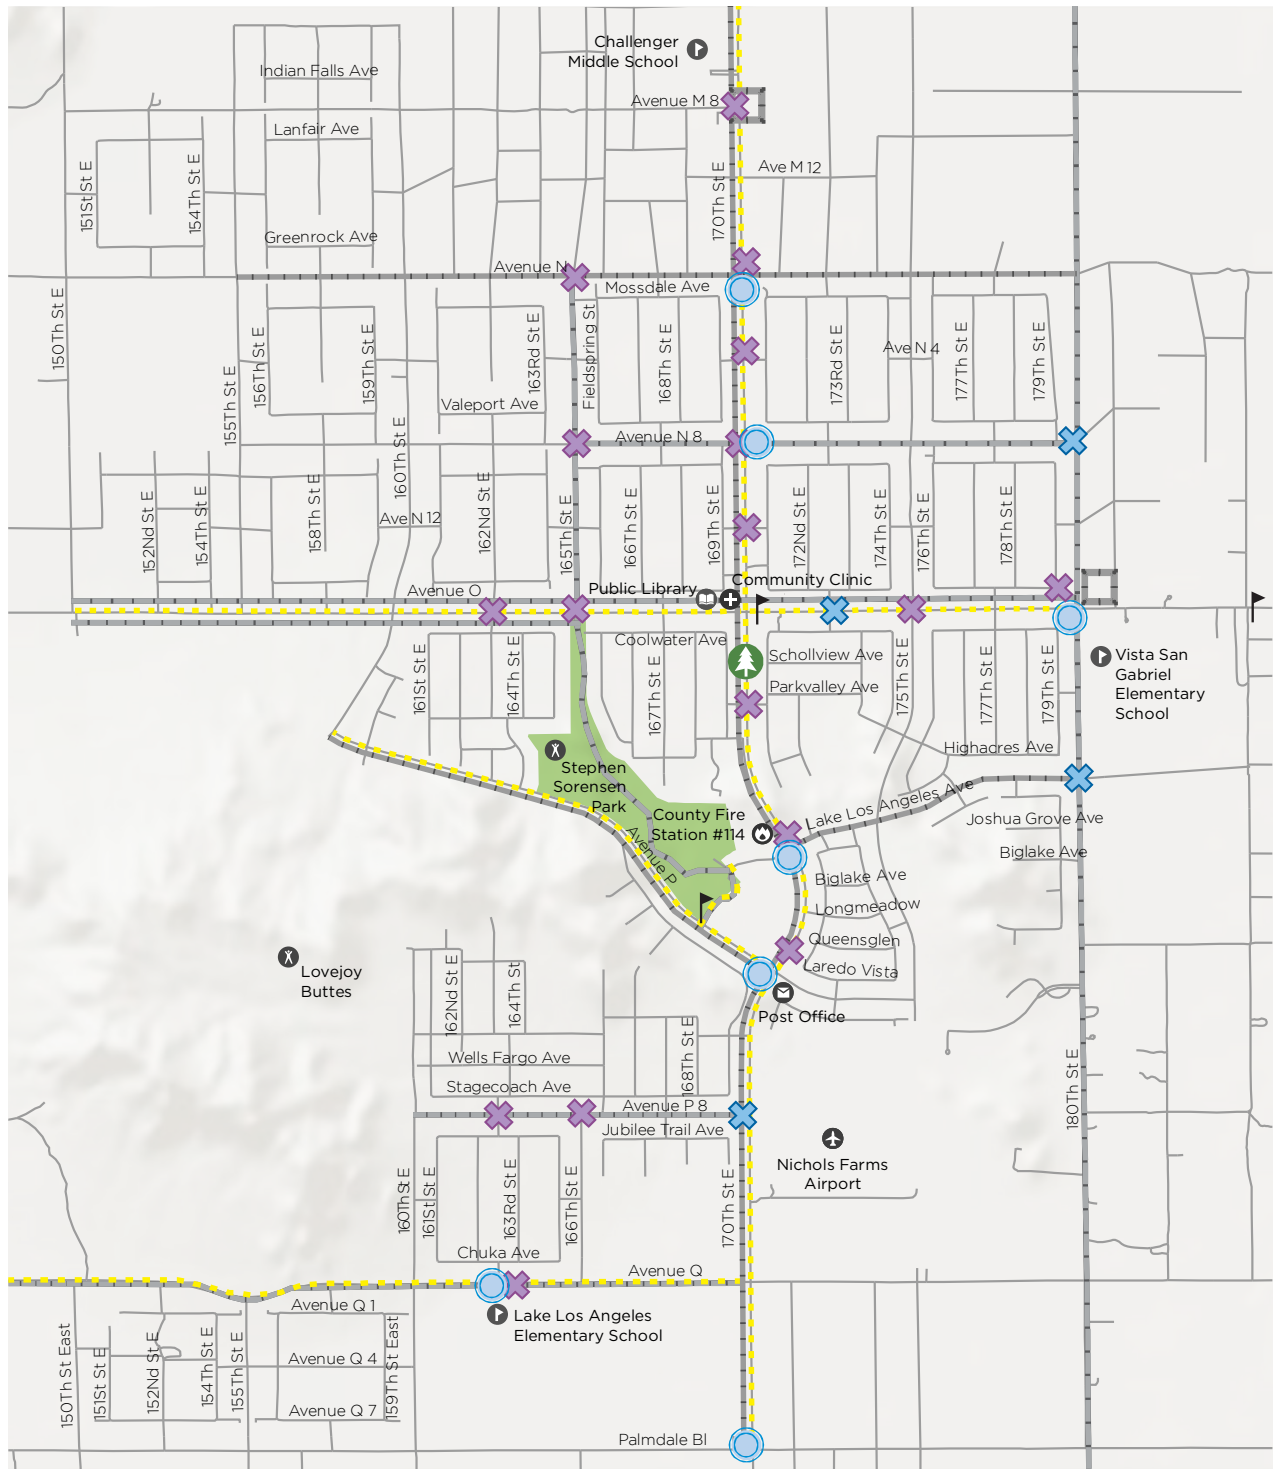 Challenger
Middle School
Indian Falls Ave
Avenue M 8
Lanfair Ave
Ave M 12
151St St E
154Th St E
170Th St E
Greenrock Ave
Avenue N
Mossdale Ave
150Th St E
156Th St E
159Th St E
163Rd St E
Fieldspring St
168Th St E
173Rd St E
Ave N 4
177Th St E
179Th St E
155Th St E
Valeport Ave
160Th St E
Avenue N 8
152Nd St E
154Th St E
158Th St E
Ave N 12
162Nd St E
165Th St E
166Th St E
169Th St E
172Nd St E
174Th St E
176Th St E
178Th St E
Avenue O
Public Library
Community Clinic
Coolwater Ave
161St St E
164Th St E
167Th St E
Schollview Ave
Parkvalley Ave
175Th St E
177Th St E
179Th St E
Vista San
Gabriel
Elementary
School
Highacres Ave
Stephen
Sorensen
Park
County Fire
Station #114
Lake Los Angeles Ave
Joshua Grove Ave
Biglake Ave
Avenue P
Biglake Ave
Longmeadow
Queensglen
Laredo Vista
Lovejoy
Buttes
162Nd St E
164Th St
Post Office
168Th St E
Wells Fargo Ave
Stagecoach Ave
Avenue P 8
Jubilee Trail Ave
180Th St E
Nichols Farms
Airport
160Th St E
161St St E
163Rd St E
166Th St E
170Th St E
Chuka Ave
Avenue Q
Avenue Q 1
Lake Los Angeles
Elementary School
150Th St East
151St St E
152Nd St E
154Th St E
155Th St E
159Th St East
Avenue Q 4
Avenue Q 7
Palmdale Bl